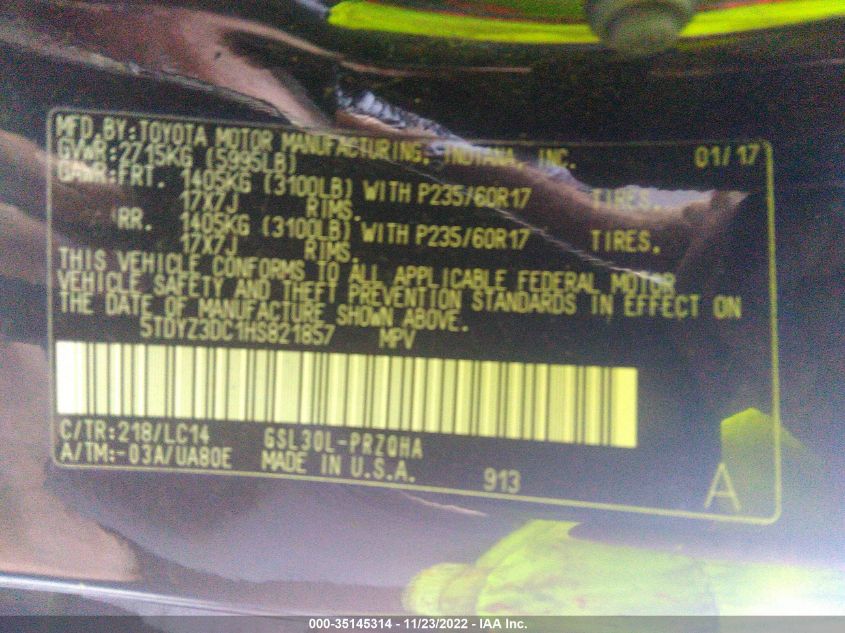 MFD.BY:TOYOTA MOTOR MANUFACTURING, INDIANA, INC. 01/17
GVWR:2715KG (5995LB)
GAWR:FRT. 1405KG (3100LB) WITH P235/60R17 TIRES.
17X7J RIMS.
RR. 1405KG (3100LB) WITH P235/60R17 TIRES.
17X7J RIMS.
THIS VEHICLE CONFORMS TO ALL APPLICABLE FEDERAL MOTOR
VEHICLE SAFETY AND THEFT PREVENTION STANDARDS IN EFFECT ON
THE DATE OF MANUFACTURE SHOWN ABOVE.
5TDYZ3DC1HS821857 MPV
C/TR:218/LC14 GSL30L-PRZQHA
A/TM:-03A/UA80E MADE IN U.S.A. 913 A
000-35145314 - 11/23/2022 - IAA Inc.